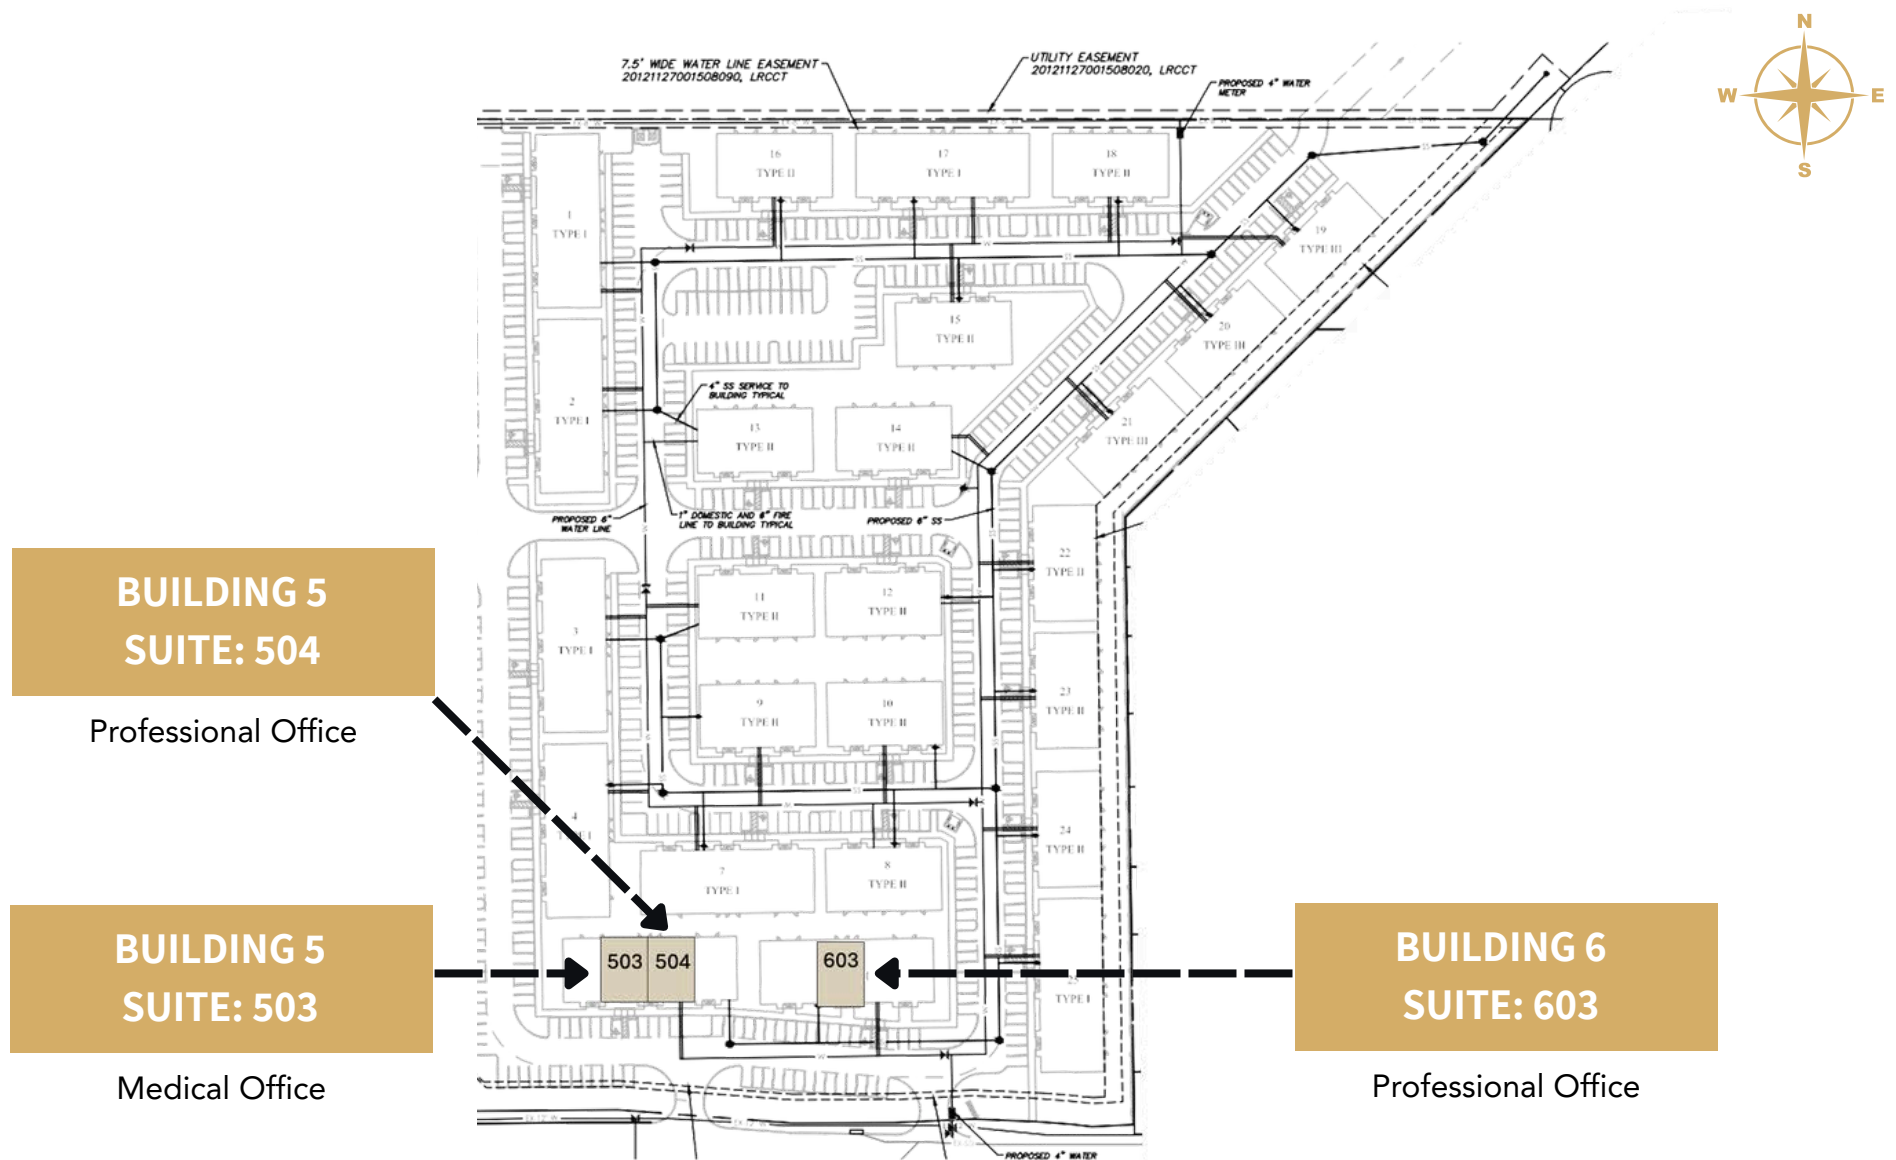 N
W
E
S
7.5' WIDE WATER LINE EASEMENT
20121127001508090, LRCCT
UTILITY EASEMENT
20121127001508020, LRCCT
PROPOSED 4" WATER
METER
16
TYPE II
17
TYPE I
18
TYPE II
1
TYPE I
19
TYPE III
15
TYPE II
20
TYPE III
2
TYPE I
4" SS SERVICE TO
BUILDING TYPICAL
13
TYPE II
14
TYPE II
21
TYPE III
PROPOSED 6"
WATER LINE
1" DOMESTIC AND 6" FIRE
LINE TO BUILDING TYPICAL
PROPOSED 6" SS
22
TYPE II
11
TYPE II
12
TYPE II
3
TYPE I
BUILDING 5
SUITE: 504
Professional Office
9
TYPE II
10
TYPE II
23
TYPE II
4
24
TYPE II
7
TYPE I
8
TYPE II
BUILDING 5
SUITE: 503
Medical Office
503
504
603
25
TYPE I
BUILDING 6
SUITE: 603
Professional Office
PROPOSED 4" WATER